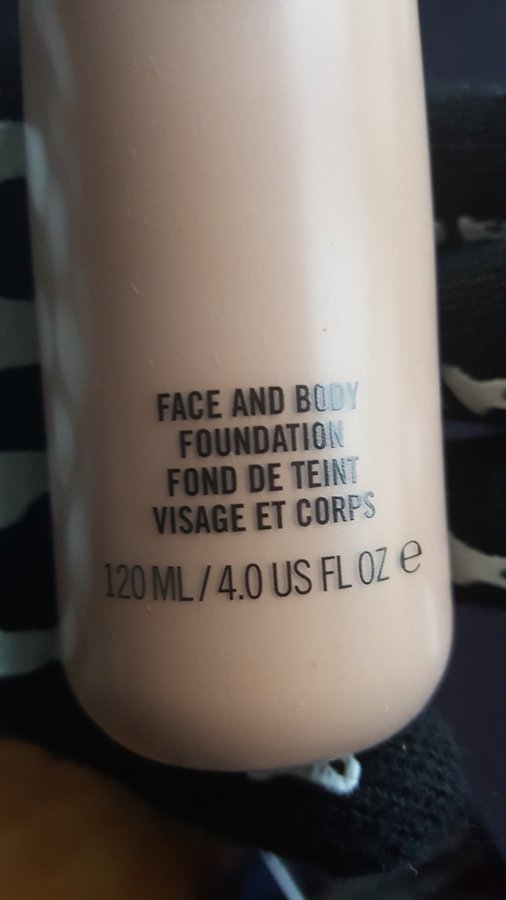 FACE AND BODY
FOUNDATION
FOND DE TEINT
VISAGE ET CORPS
120 ML / 4.0 US FL OZ ℮